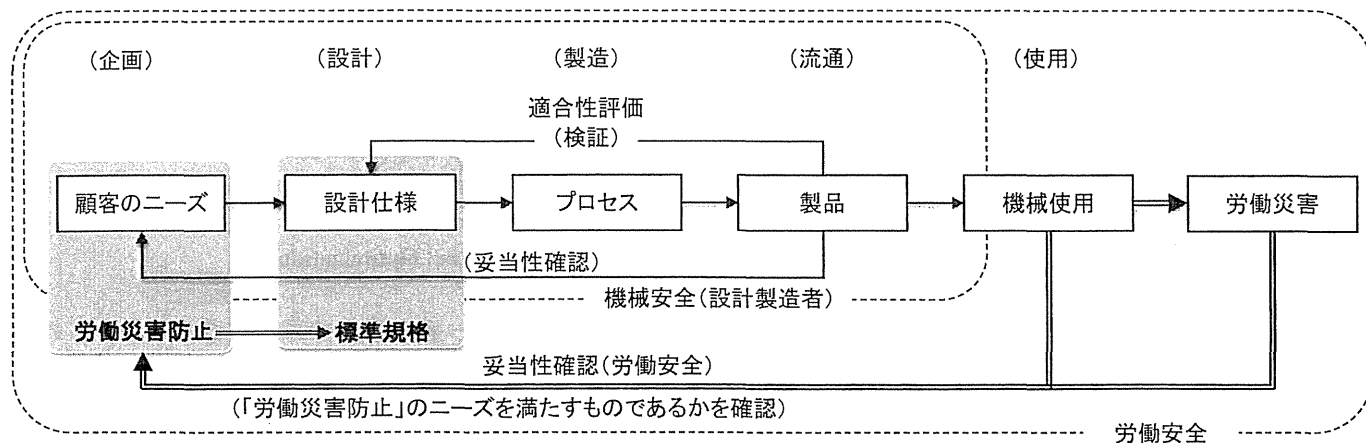 (企画)
(設計)
(製造)
(流通)
(使用)
適合性評価
(検証)
顧客のニーズ
設計仕様
プロセス
製品
機械使用
労働災害
(妥当性確認)
機械安全(設計製造者)
労働災害防止
標準規格
妥当性確認(労働安全)
(「労働災害防止」のニーズを満たすものであるかを確認)
労働安全